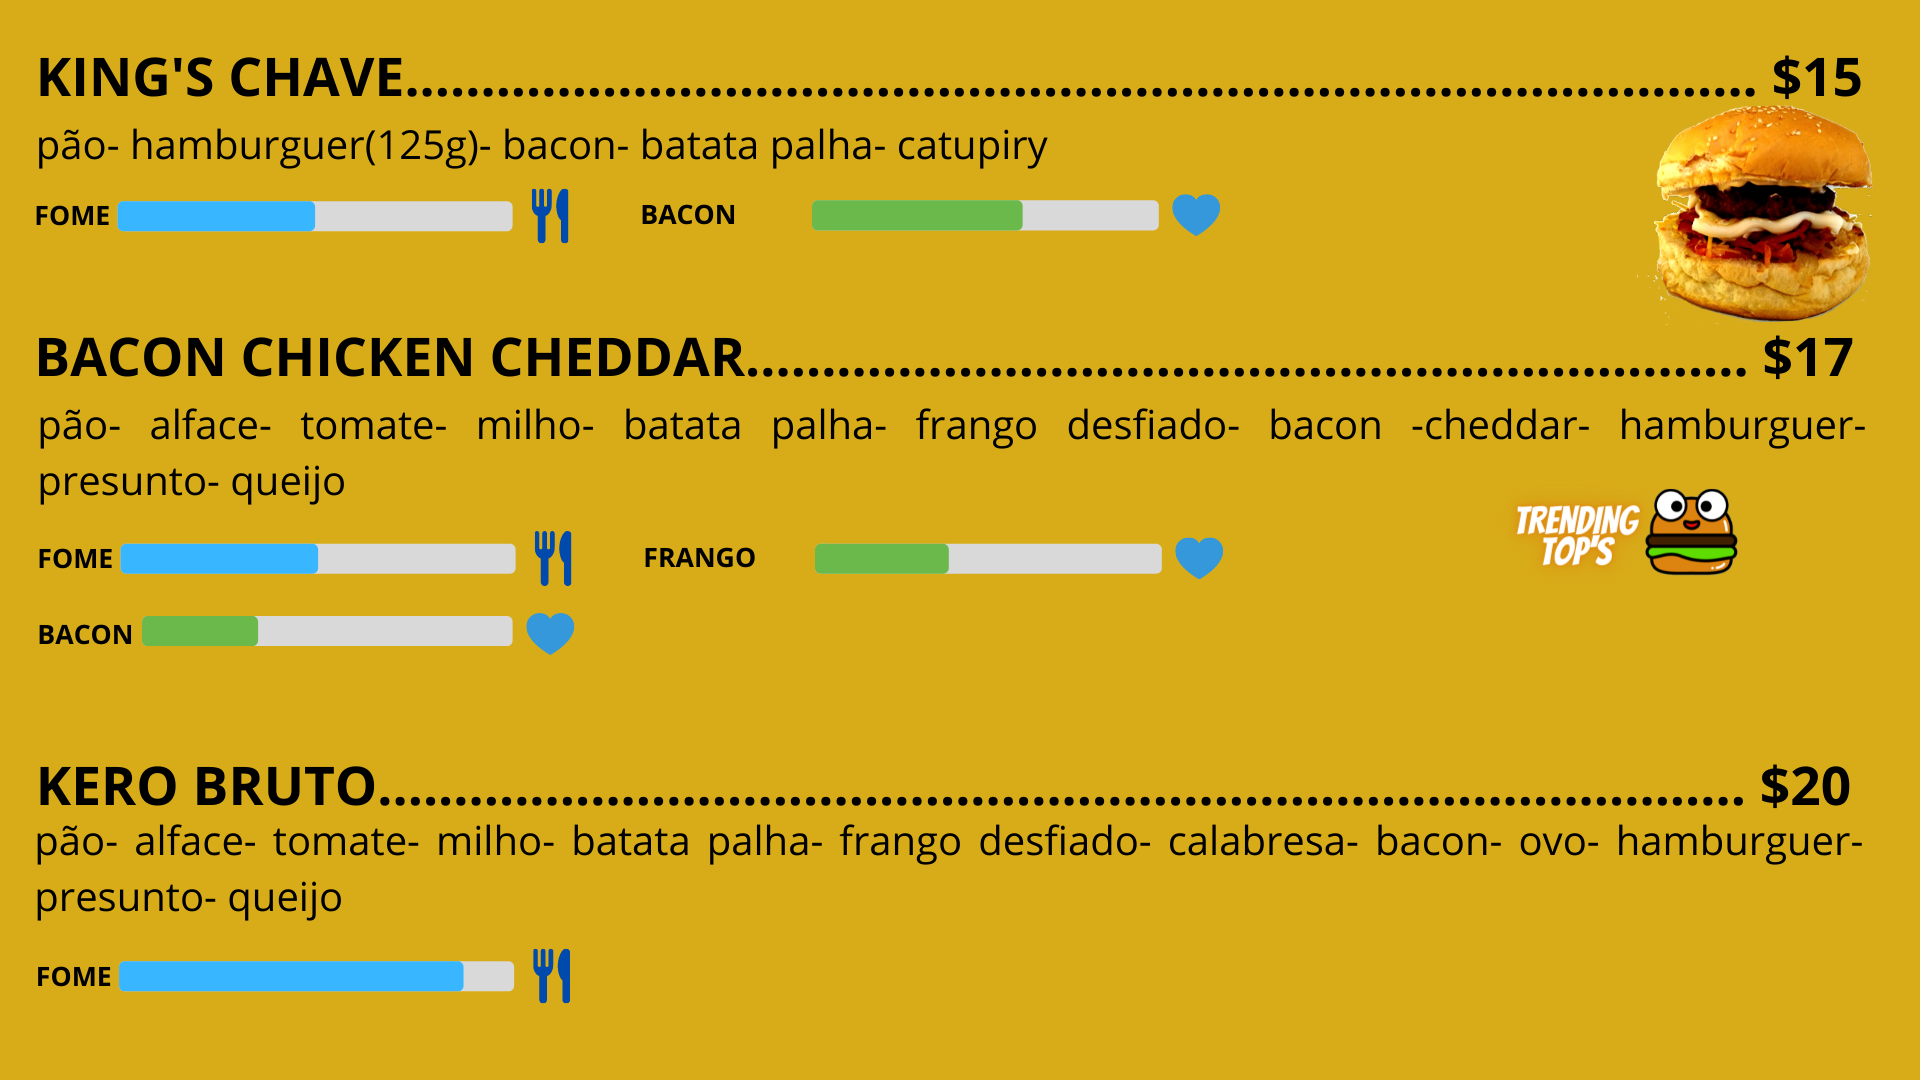 KING'S CHAVE......................................................................................... $15
pão- hamburguer(125g)- bacon- batata palha- catupiry
FOME
BACON
BACON CHICKEN CHEDDAR.................................................................. $17
pão- alface- tomate- milho- batata palha- frango desfiado- bacon -cheddar- hamburguer-
presunto- queijo
TRENDING
TOP'S
FOME
FRANGO
BACON
KERO BRUTO.......................................................................................... $20
pão- alface- tomate- milho- batata palha- frango desfiado- calabresa- bacon- ovo- hamburguer-
presunto- queijo
FOME